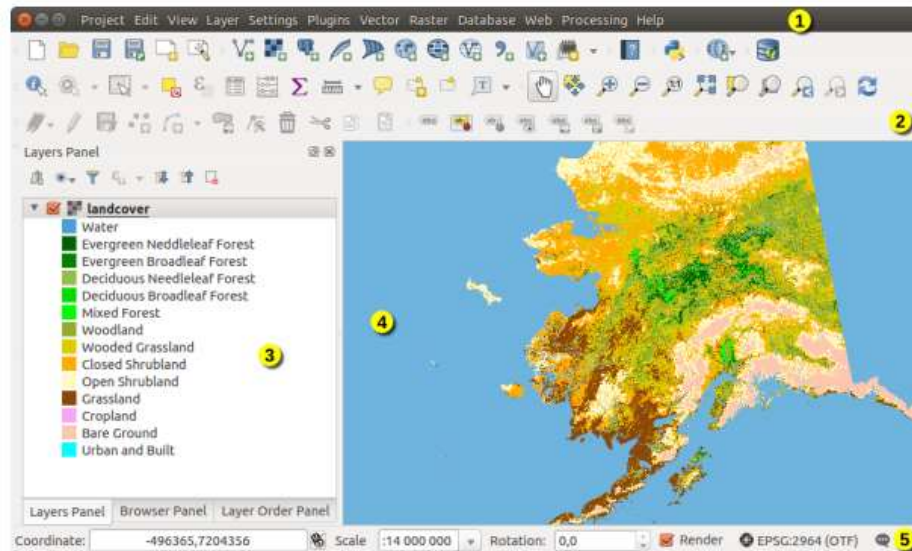 Project Edit View Layer Settings Plugins Vector Raster Database Web Processing Help
1
2
Layers Panel
landcover
Water
Evergreen Neddleleaf Forest
Evergreen Broadleaf Forest
Deciduous Needleleaf Forest
Deciduous Broadleaf Forest
Mixed Forest
Woodland
Wooded Grassland
Closed Shrubland
Open Shrubland
Grassland
Cropland
Bare Ground
Urban and Built
3
4
Layers Panel Browser Panel Layer Order Panel
Coordinate: -496365,7204356 Scale :14 000 000 Rotation: 0,0 Render EPSG:2964 (OTF) 5